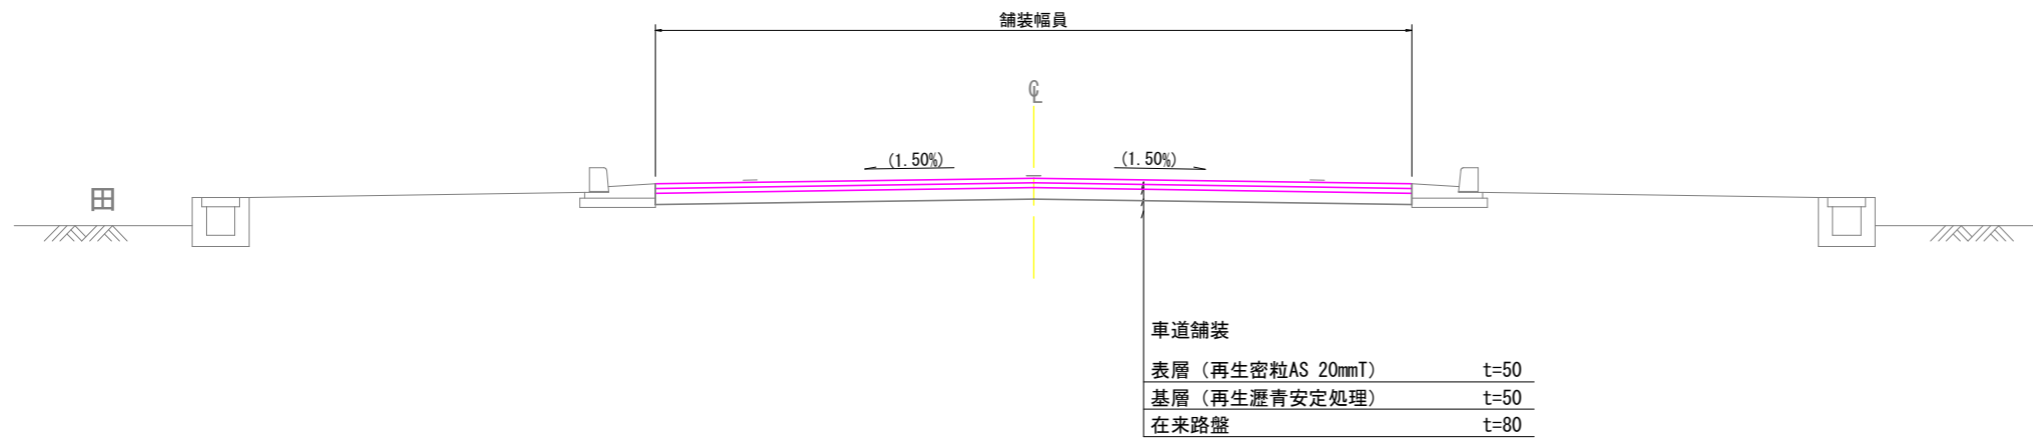 舗装幅員
℄
(1.50%) (1.50%)
田
車道舗装
表層（再生密粒AS 20mmT） t=50
基層（再生瀝青安定処理） t=50
在来路盤 t=80